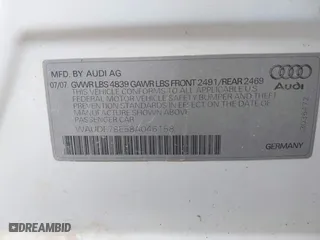 MFD. BY AUDI AG
07/07 GVWR LBS 4839 GAWR LBS FRONT 2491/REAR 2469
THIS VEHICLE CONFORMS TO ALL APPLICABLE U.S.
FEDERAL MOTOR VEHICLE SAFETY BUMPER AND THEFT
PREVENTION STANDARDS IN EFFECT ON THE DATE OF
MANUFACTURE SHOWN ABOVE
PASSENGER CAR
Audi
GERMANY
DREAMBID